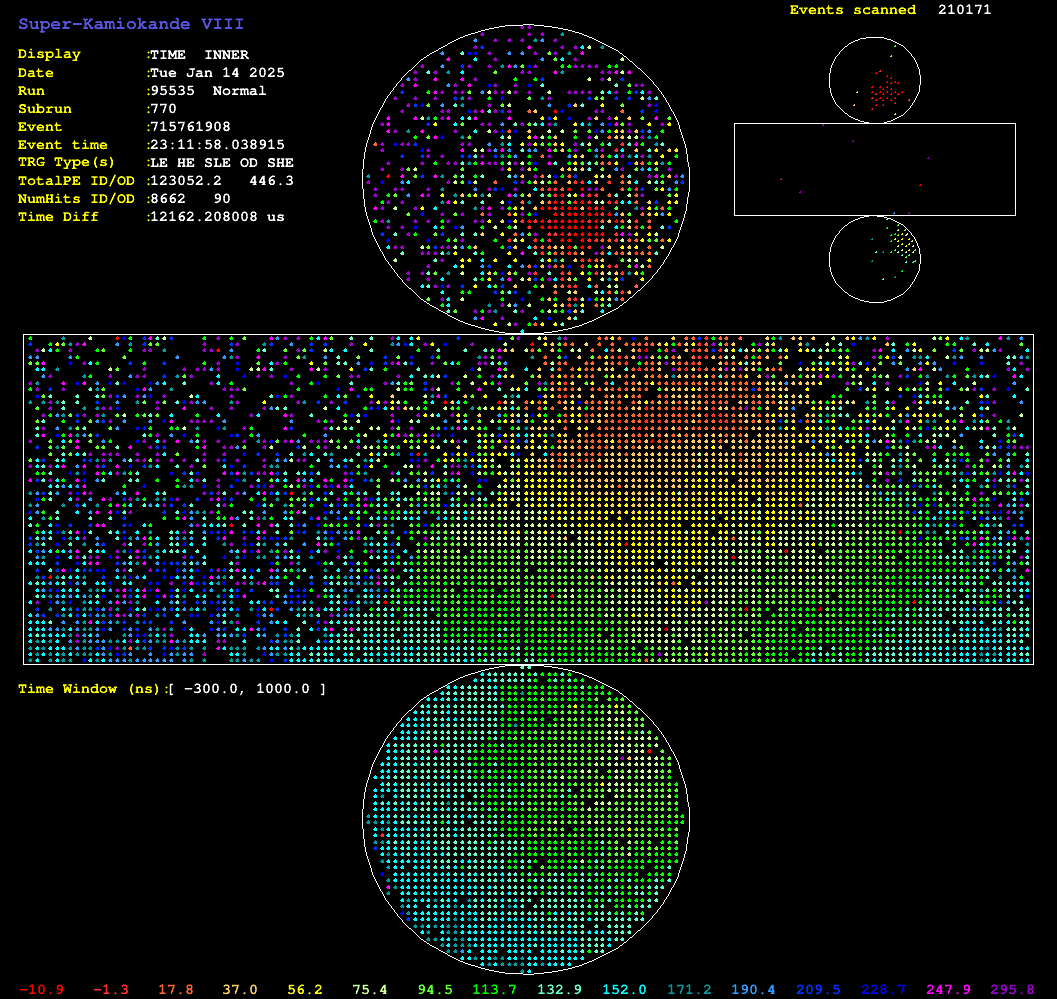 Super-Kamiokande VIII
Events scanned 210171
Display :TIME INNER
Date :Tue Jan 14 2025
Run :95535 Normal
Subrun :770
Event :715761908
Event time :23:11:58.038915
TRG Type(s) :LE HE SLE OD SHE
TotalPE ID/OD :123052.2 446.3
NumHits ID/OD :8662 90
Time Diff :12162.208008 us
Time Window (ns):[ -300.0, 1000.0 ]
-10.9 -1.3 17.8 37.0 56.2 75.4 94.5 113.7 132.9 152.0 171.2 190.4 209.5 228.7 247.9 295.8